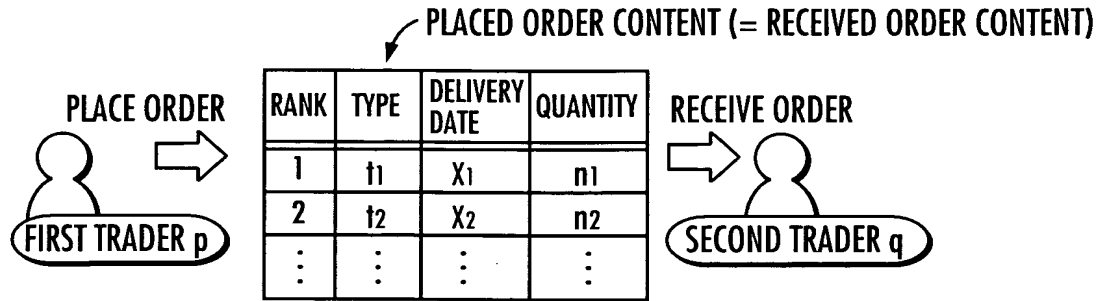 PLACED ORDER CONTENT (= RECEIVED ORDER CONTENT)
PLACE ORDER
RANK TYPE DELIVERY DATE QUANTITY
1 t1 X1 n1
2 t2 X2 n2
⋮ ⋮ ⋮ ⋮
RECEIVE ORDER
FIRST TRADER p
SECOND TRADER q